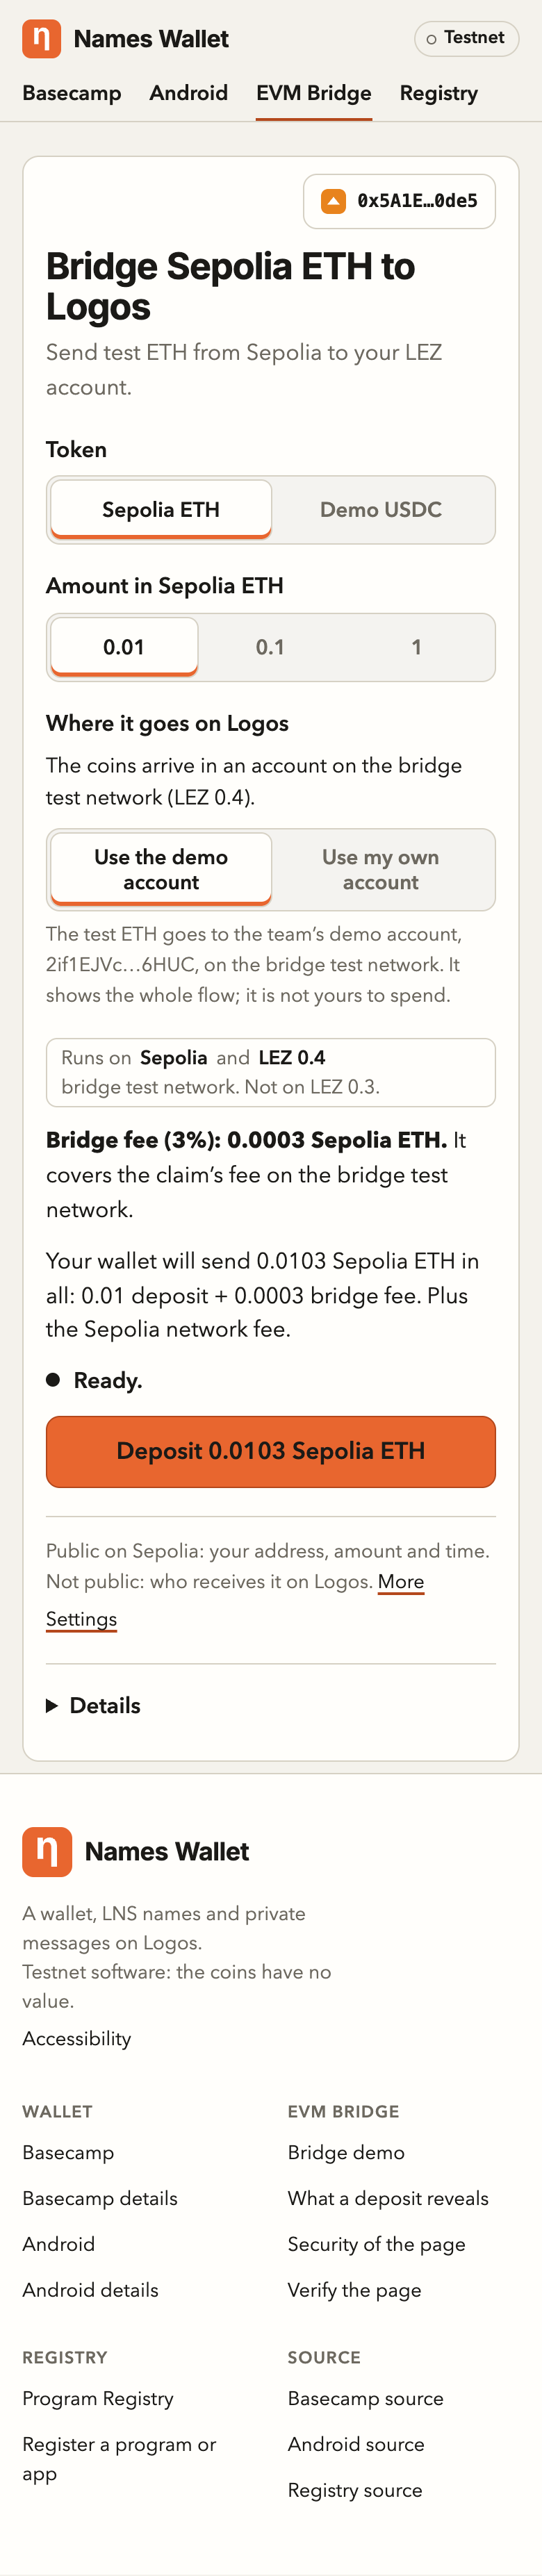 η Names Wallet
Testnet
Basecamp Android EVM Bridge Registry
0x5A1E…0de5
Bridge Sepolia ETH to
Logos
Send test ETH from Sepolia to your LEZ
account.
Token
Sepolia ETH Demo USDC
Amount in Sepolia ETH
0.01 0.1 1
Where it goes on Logos
The coins arrive in an account on the bridge
test network (LEZ 0.4).
Use the demo
account
Use my own
account
The test ETH goes to the team’s demo account,
2if1EJVc…6HUC, on the bridge test network. It
shows the whole flow; it is not yours to spend.
Runs on Sepolia and LEZ 0.4
bridge test network. Not on LEZ 0.3.
Bridge fee (3%): 0.0003 Sepolia ETH. It
covers the claim’s fee on the bridge test
network.
Your wallet will send 0.0103 Sepolia ETH in
all: 0.01 deposit + 0.0003 bridge fee. Plus
the Sepolia network fee.
Ready.
Deposit 0.0103 Sepolia ETH
Public on Sepolia: your address, amount and time.
Not public: who receives it on Logos. More
Settings
Details
η Names Wallet
A wallet, LNS names and private
messages on Logos.
Testnet software: the coins have no
value.
Accessibility
WALLET
Basecamp
Basecamp details
Android
Android details
EVM BRIDGE
Bridge demo
What a deposit reveals
Security of the page
Verify the page
REGISTRY
Program Registry
Register a program or
app
SOURCE
Basecamp source
Android source
Registry source